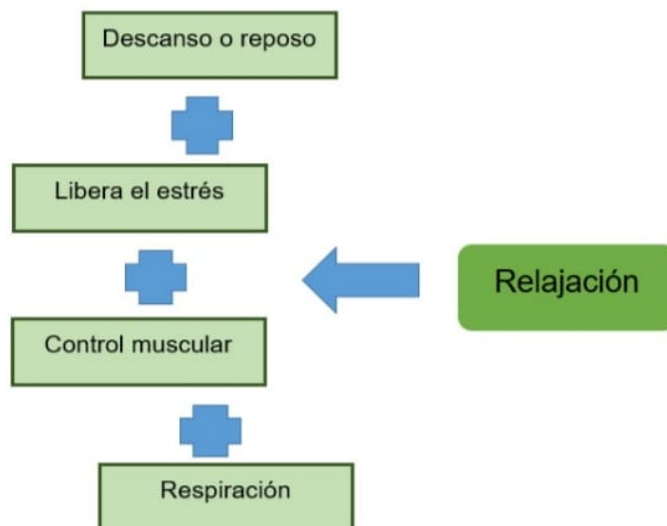 Descanso o reposo
Libera el estrés
Relajación
Control muscular
Respiración